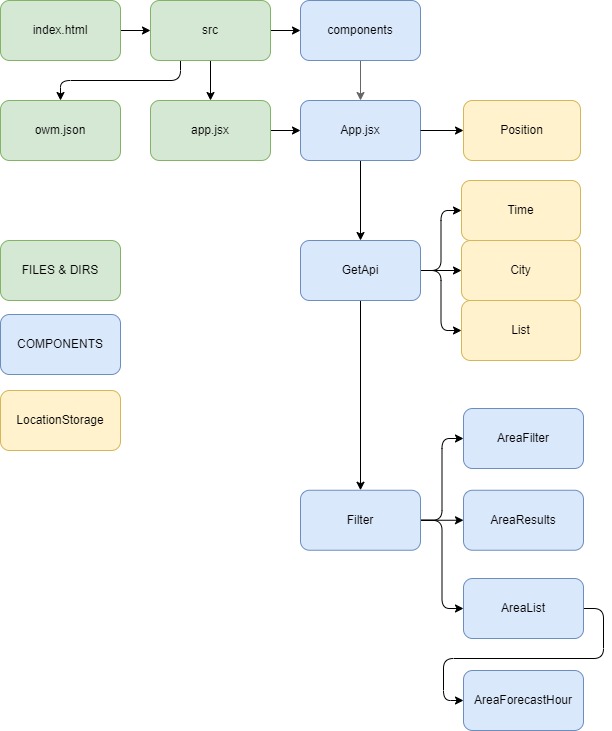 index.html
src
components
owm.json
app.jsx
App.jsx
Position
Time
FILES & DIRS
GetApi
City
List
COMPONENTS
LocationStorage
AreaFilter
Filter
AreaResults
AreaList
AreaForecastHour